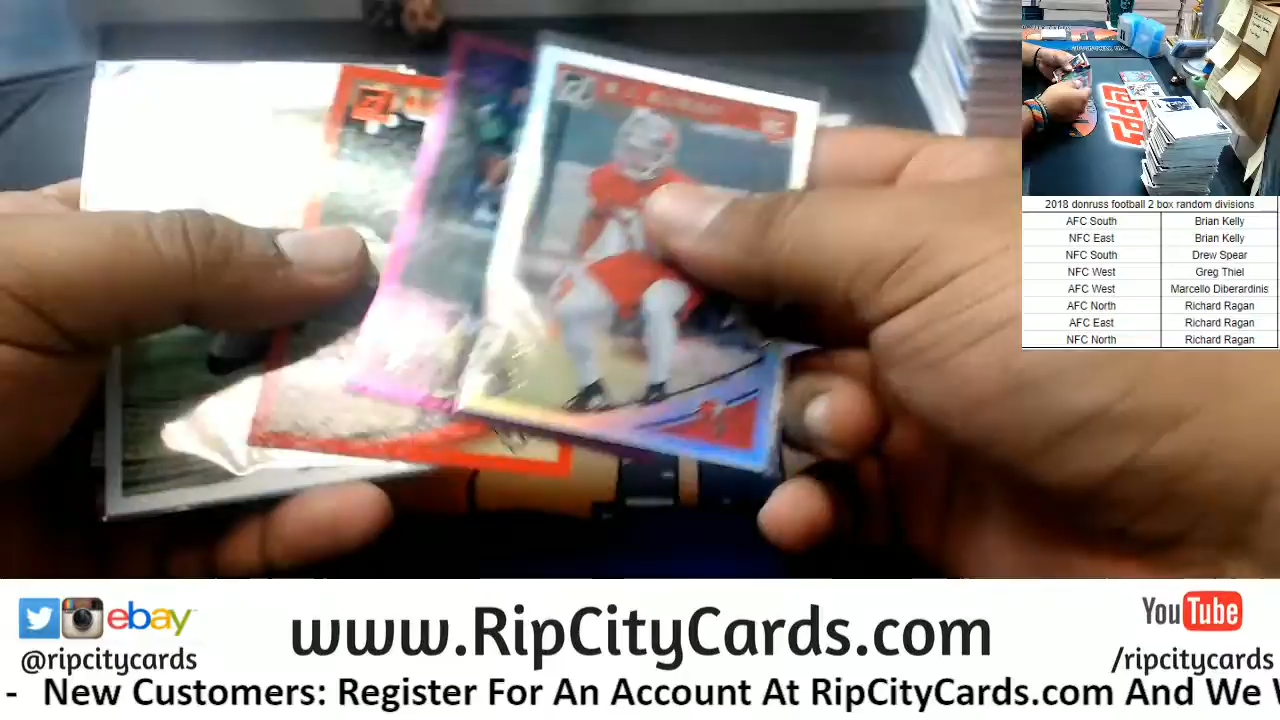 2018 donruss football 2 box random divisions
AFC South Brian Kelly
NFC East Brian Kelly
NFC South Drew Spear
NFC West Greg Thiel
AFC West Marcello Diberardinis
AFC North Richard Ragan
AFC East Richard Ragan
NFC North Richard Ragan
ebay
@ripcitycards
www.RipCityCards.com
YouTube
/ripcitycards
- New Customers: Register For An Account At RipCityCards.com And We